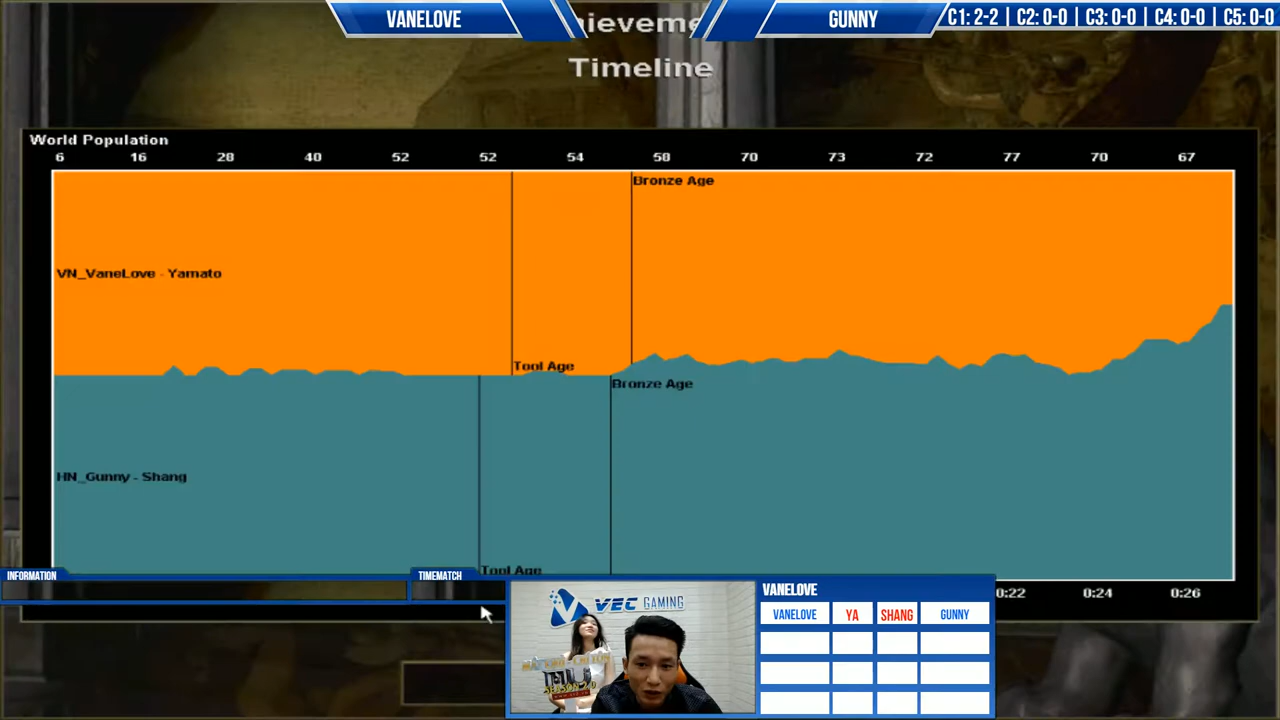 VANELOVE
GUNNY
C1: 2-2 | C2: 0-0 | C3: 0-0 | C4: 0-0 | C5: 0-0
hieveme
Timeline
World Population
6 16 28 40 52 52 54 58 70 73 72 77 70 67
Bronze Age
VN_VaneLove - Yamato
Tool Age
Bronze Age
HN_Gunny - Shang
Tool Age
INFORMATION
TIMEMATCH
0:22 0:24 0:26
VEC GAMING
VANELOVE
VANELOVE YA SHANG GUNNY